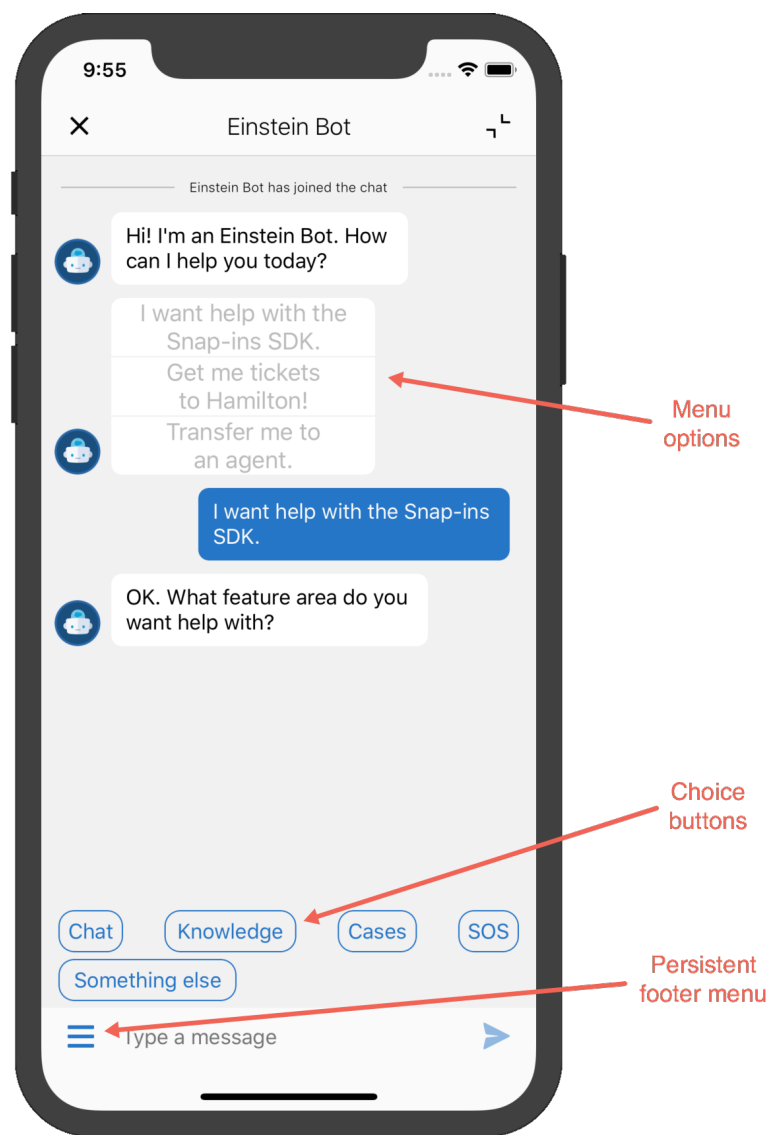 9:55
Einstein Bot
Einstein Bot has joined the chat
Hi! I'm an Einstein Bot. How
can I help you today?
I want help with the
Snap-ins SDK.
Get me tickets
to Hamilton!
Transfer me to
an agent.
Menu
options
I want help with the Snap-ins
SDK.
OK. What feature area do you
want help with?
Choice
buttons
Chat
Knowledge
Cases
SOS
Something else
Persistent
footer menu
Type a message